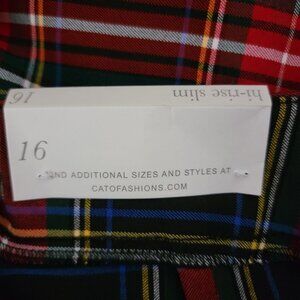 16 hi-rise slim
16
FIND ADDITIONAL SIZES AND STYLES AT
CATOFASHIONS.COM